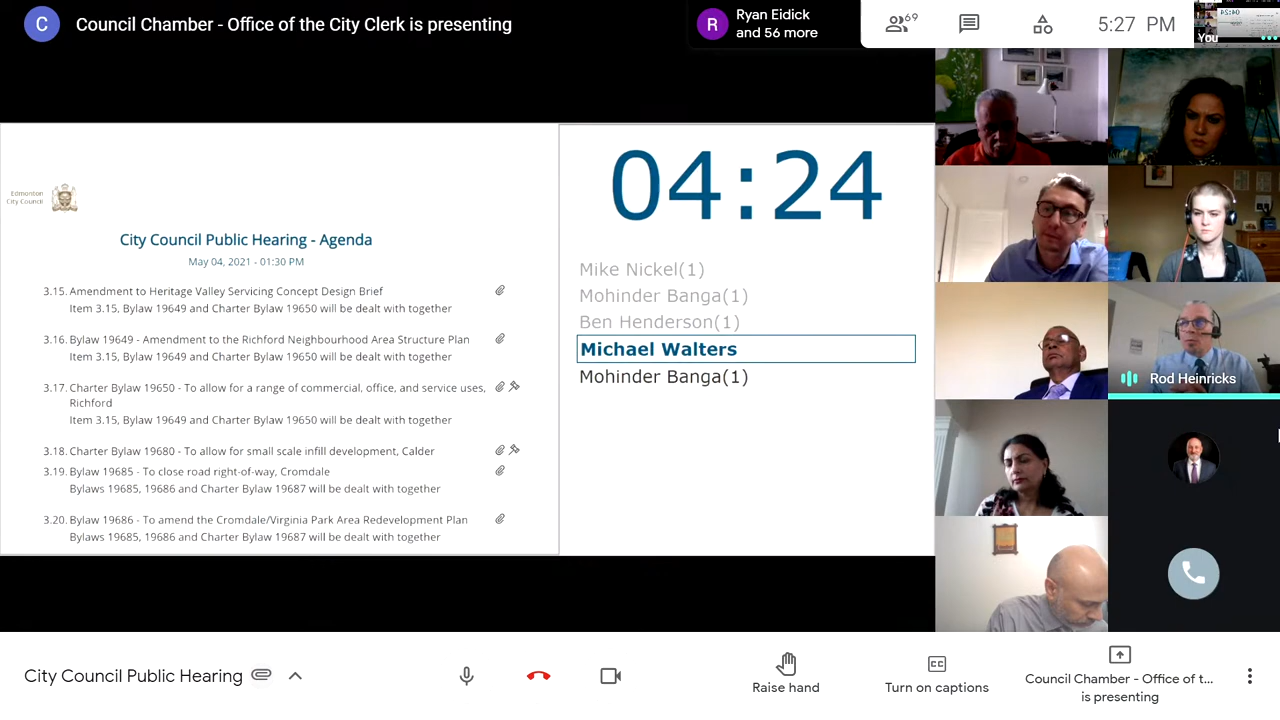 C
Council Chamber - Office of the City Clerk is presenting
R
Ryan Eidick
and 56 more
69
5:27 PM
You
Edmonton
City Council
City Council Public Hearing - Agenda
May 04, 2021 - 01:30 PM
3.15. Amendment to Heritage Valley Servicing Concept Design Brief
Item 3.15, Bylaw 19649 and Charter Bylaw 19650 will be dealt with together
3.16. Bylaw 19649 - Amendment to the Richford Neighbourhood Area Structure Plan
Item 3.15, Bylaw 19649 and Charter Bylaw 19650 will be dealt with together
3.17. Charter Bylaw 19650 - To allow for a range of commercial, office, and service uses,
Richford
Item 3.15, Bylaw 19649 and Charter Bylaw 19650 will be dealt with together
3.18. Charter Bylaw 19680 - To allow for small scale infill development, Calder
3.19. Bylaw 19685 - To close road right-of-way, Cromdale
Bylaws 19685, 19686 and Charter Bylaw 19687 will be dealt with together
3.20. Bylaw 19686 - To amend the Cromdale/Virginia Park Area Redevelopment Plan
Bylaws 19685, 19686 and Charter Bylaw 19687 will be dealt with together
04:24
Mike Nickel(1)
Mohinder Banga(1)
Ben Henderson(1)
Michael Walters
Mohinder Banga(1)
Rod Heinricks
City Council Public Hearing
Raise hand
Turn on captions
Council Chamber - Office of t...
is presenting